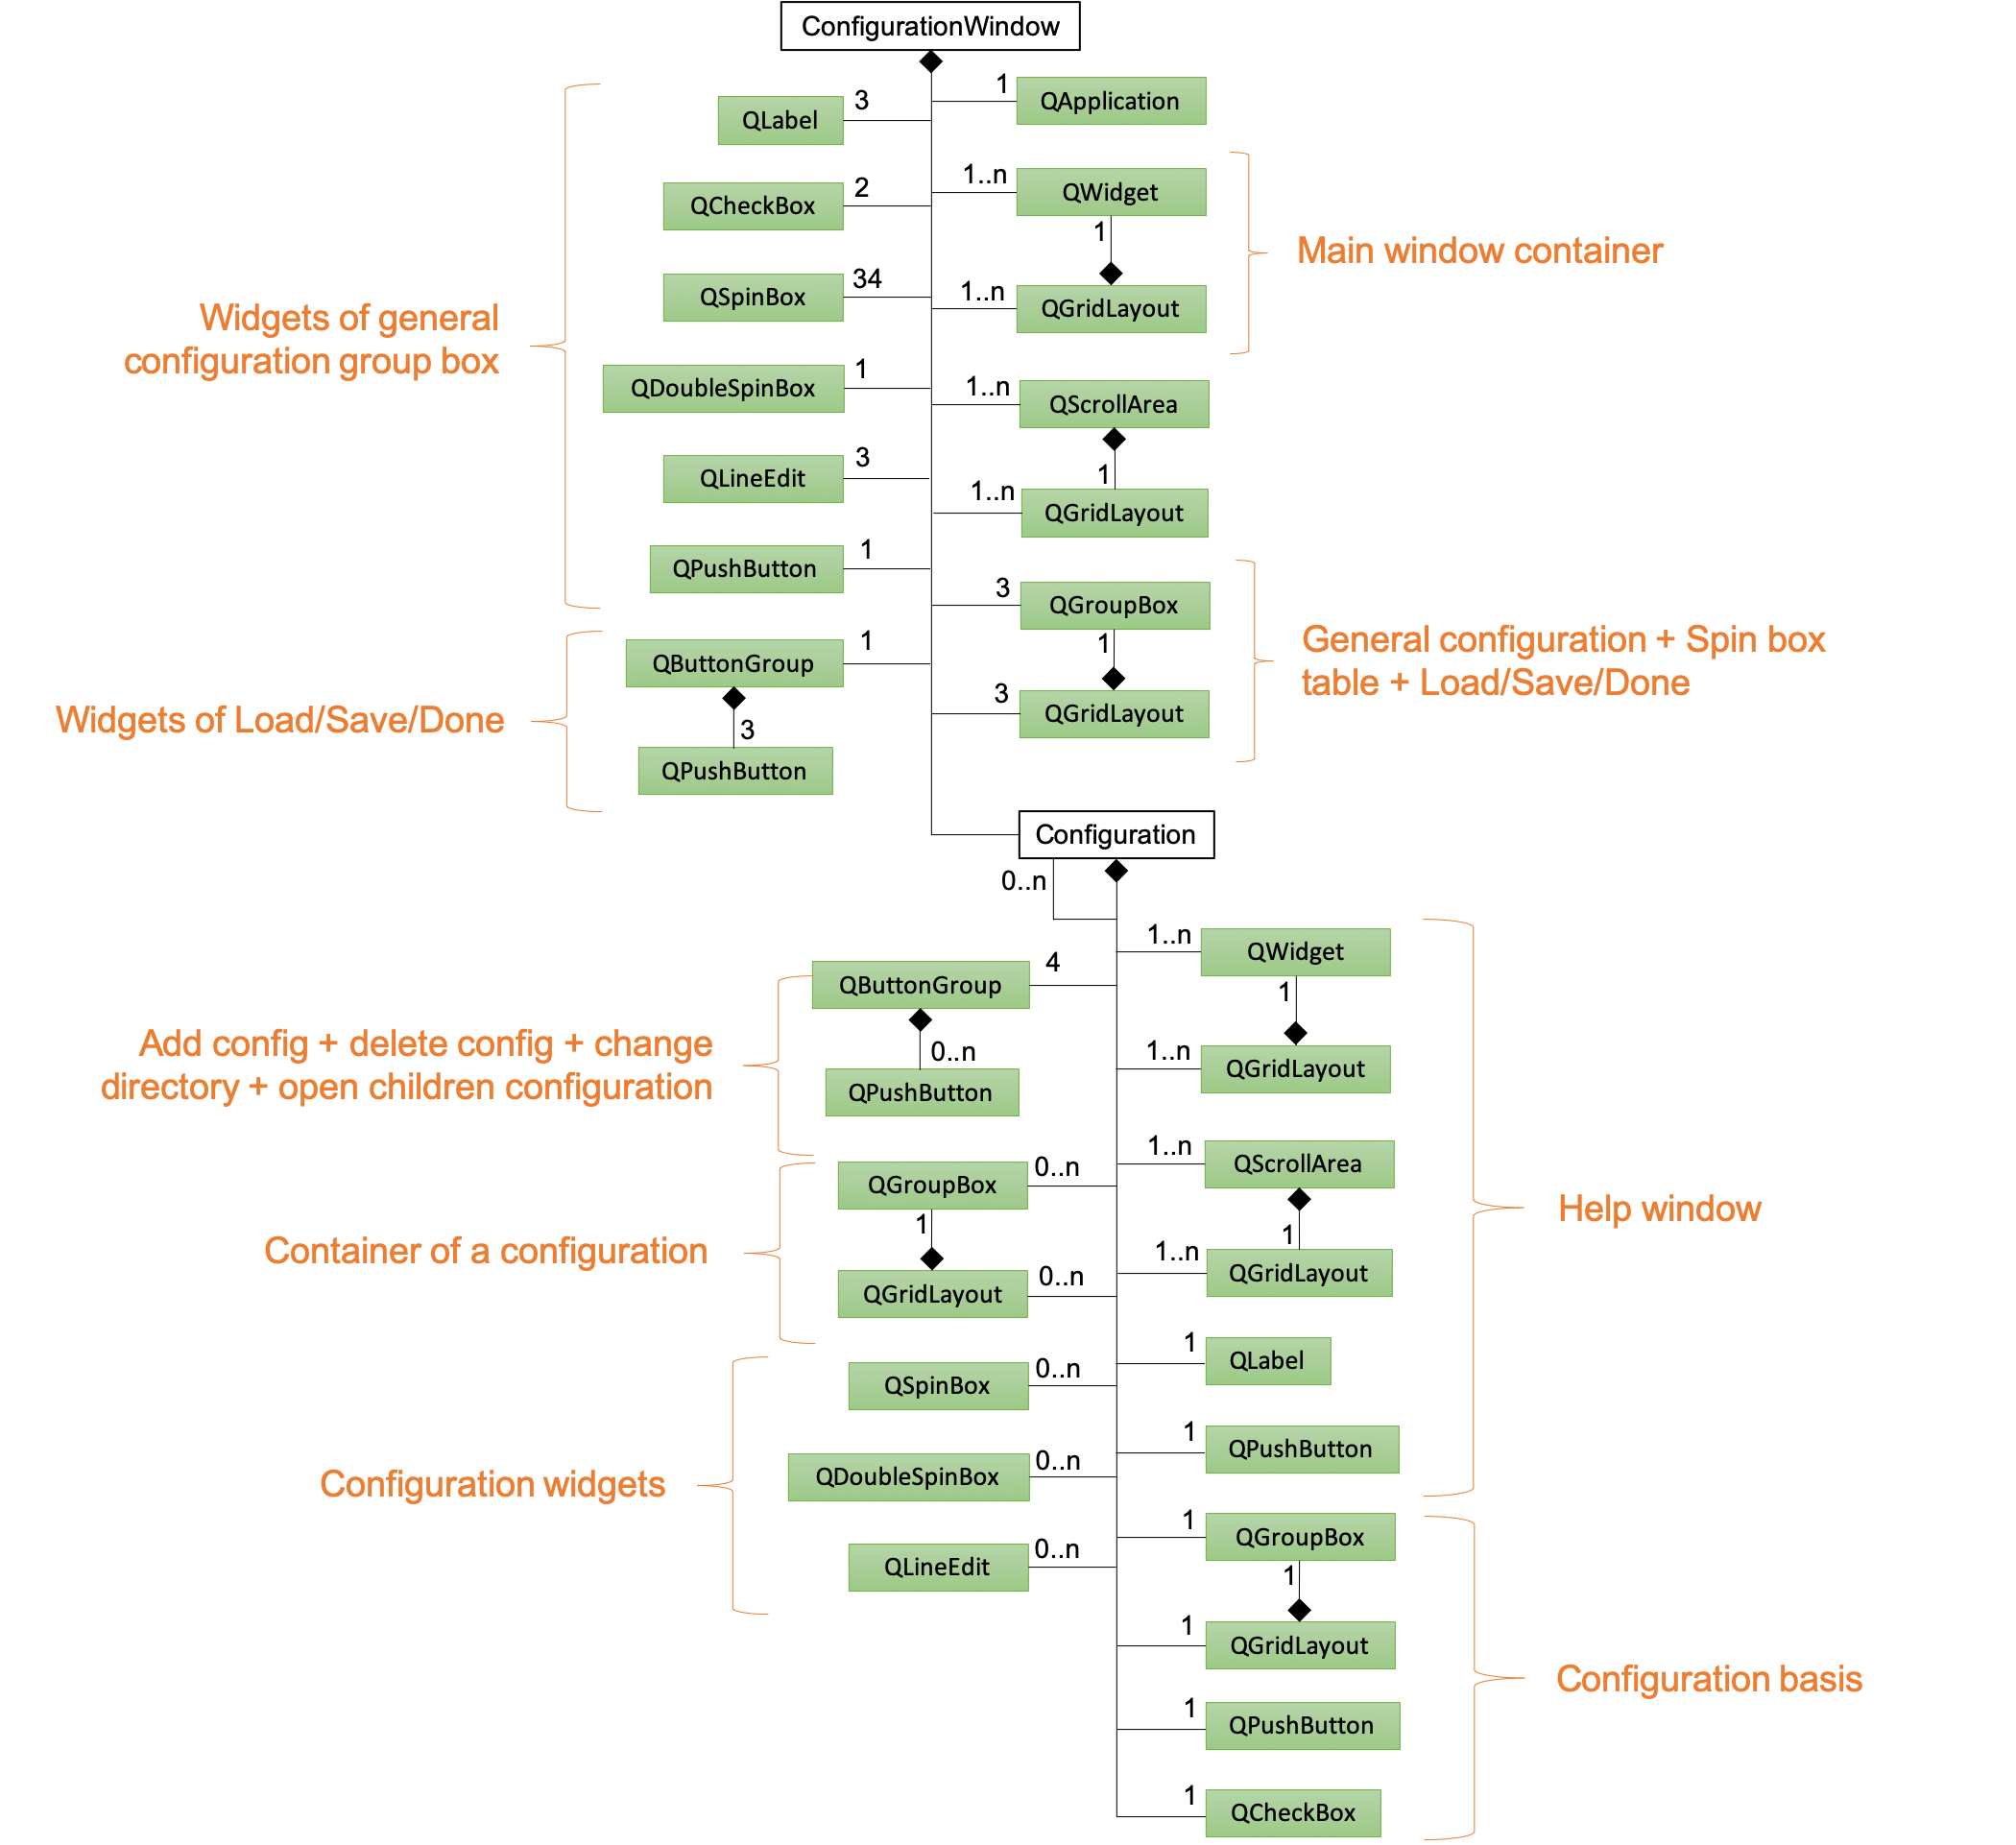 ConfigurationWindow
3
QLabel
1
QApplication
2
QCheckBox
1..n
QWidget
1
34
QSpinBox
1..n
QGridLayout
Main window container
Widgets of general
configuration group box
1
QDoubleSpinBox
1..n
QScrollArea
1
3
QLineEdit
1..n
QGridLayout
1
QPushButton
3
QGroupBox
1
1
QButtonGroup
3
QPushButton
3
QGridLayout
General configuration + Spin box
table + Load/Save/Done
Widgets of Load/Save/Done
Configuration
0..n
4
QButtonGroup
0..n
QPushButton
Add config + delete config + change
directory + open children configuration
1..n
QWidget
1
1..n
QGridLayout
0..n
QGroupBox
1
0..n
QGridLayout
Container of a configuration
1..n
QScrollArea
1
1..n
QGridLayout
Help window
0..n
QSpinBox
1
QLabel
0..n
QDoubleSpinBox
1
QPushButton
Configuration widgets
0..n
QLineEdit
1
QGroupBox
1
1
QGridLayout
Configuration basis
1
QPushButton
1
QCheckBox